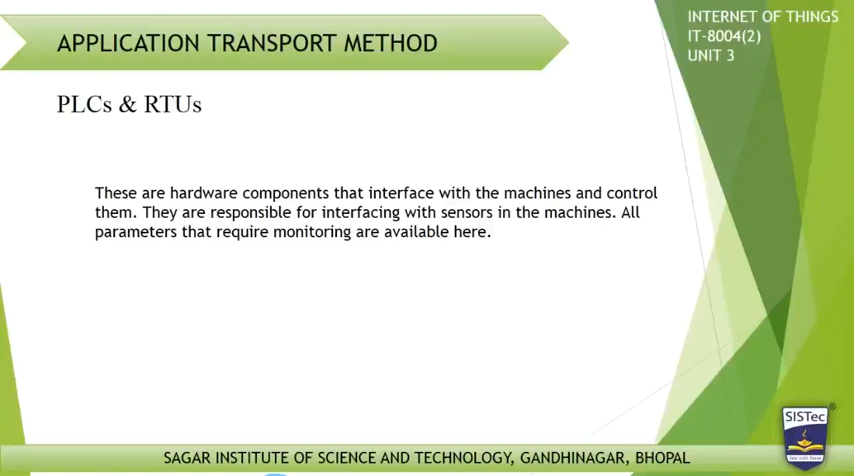 INTERNET OF THINGS
IT-8004(2)
UNIT 3
APPLICATION TRANSPORT METHOD
PLCs & RTUs
These are hardware components that interface with the machines and control
them. They are responsible for interfacing with sensors in the machines. All
parameters that require monitoring are available here.
SISTec
®
SAGAR INSTITUTE OF SCIENCE AND TECHNOLOGY, GANDHINAGAR, BHOPAL